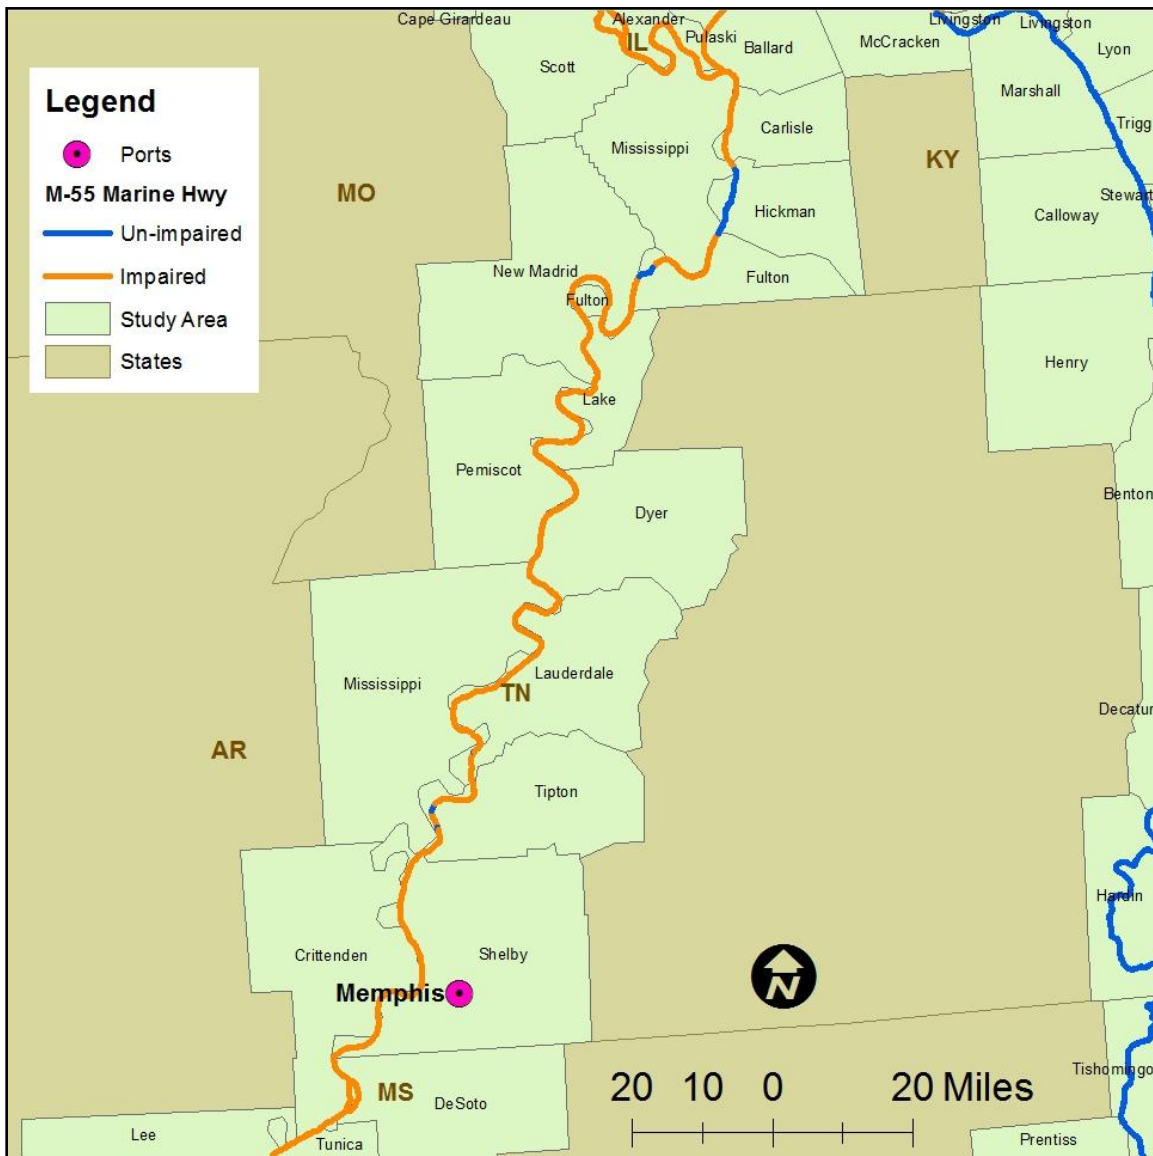 Cape Girardeau
Alexander
Livingston
Livingston
IL
Pulaski
Ballard
McCracken
Lyon
Scott
Marshall
Legend
Ports
M-55 Marine Hwy
Un-impaired
Impaired
Study Area
States
Carlisle
Trigg
Mississippi
KY
MO
Stewart
Hickman
Calloway
New Madrid
Fulton
Fulton
Henry
Lake
Pemiscot
Benton
Dyer
Lauderdale
Mississippi
TN
Decatur
AR
Tipton
Hardin
Crittenden
Shelby
Memphis
N
Tishomingo
MS
20 10 0 20 Miles
DeSoto
Lee
Tunica
Prentiss